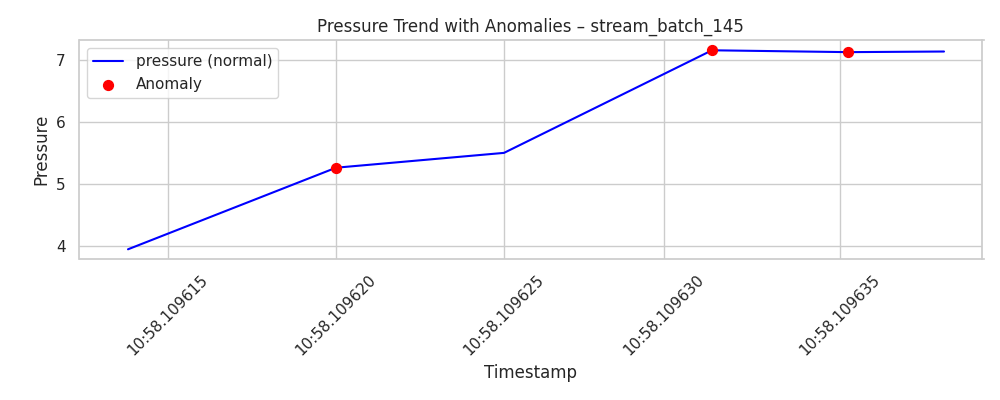 Pressure Trend with Anomalies – stream_batch_145
pressure (normal)
Anomaly
Pressure
7
6
5
4
10:58.109615
10:58.109620
10:58.109625
10:58.109630
10:58.109635
Timestamp